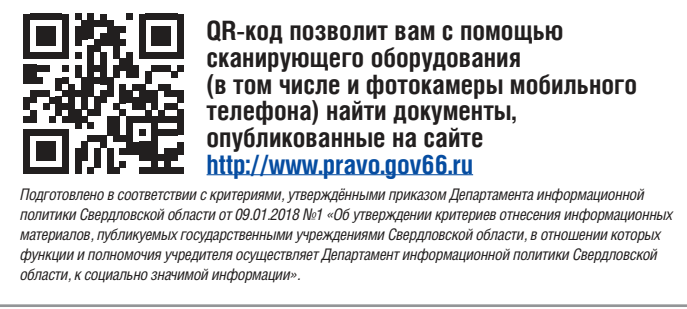 QR-код позволит вам с помощью
сканирующего оборудования
(в том числе и фотокамеры мобильного
телефона) найти документы,
опубликованные на сайте
http://www.pravo.gov66.ru
Подготовлено в соответствии с критериями, утверждёнными приказом Департамента информационной
политики Свердловской области от 09.01.2018 №1 «Об утверждении критериев отнесения информационных
материалов, публикуемых государственными учреждениями Свердловской области, в отношении которых
функции и полномочия учредителя осуществляет Департамент информационной политики Свердловской
области, к социально значимой информации».